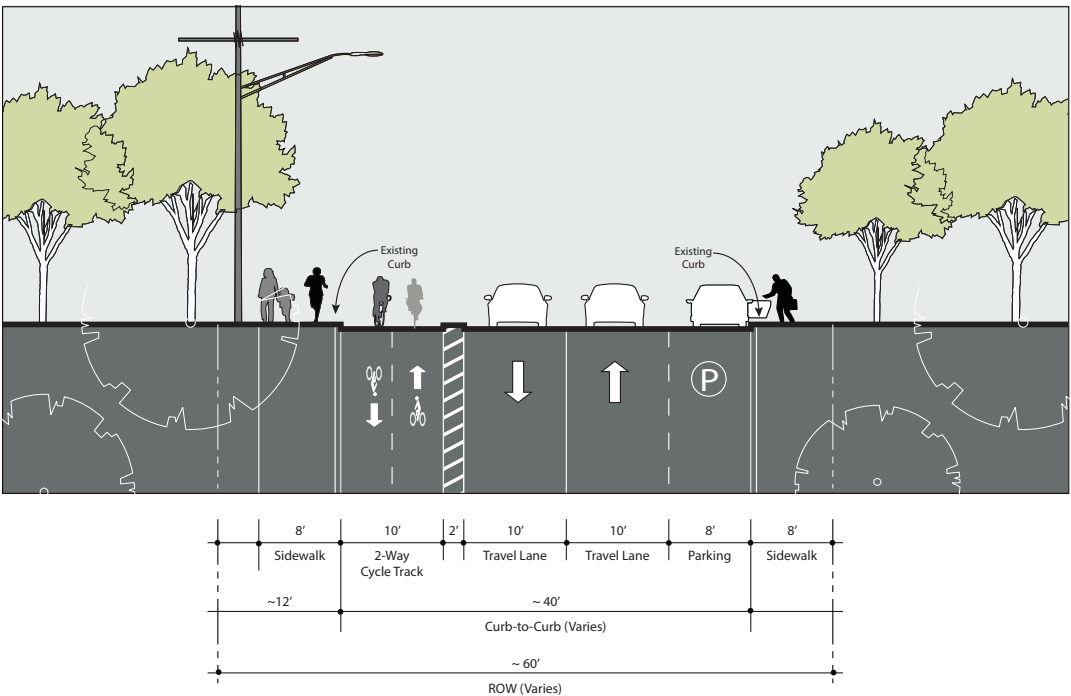 Existing
Curb
Existing
Curb
P
8’ 10’ 2’ 10’ 10’ 8’ 8’
Sidewalk 2-Way Travel Lane Travel Lane Parking Sidewalk
Cycle Track
~12’ ~ 40’
Curb-to-Curb (Varies)
~ 60’
ROW (Varies)